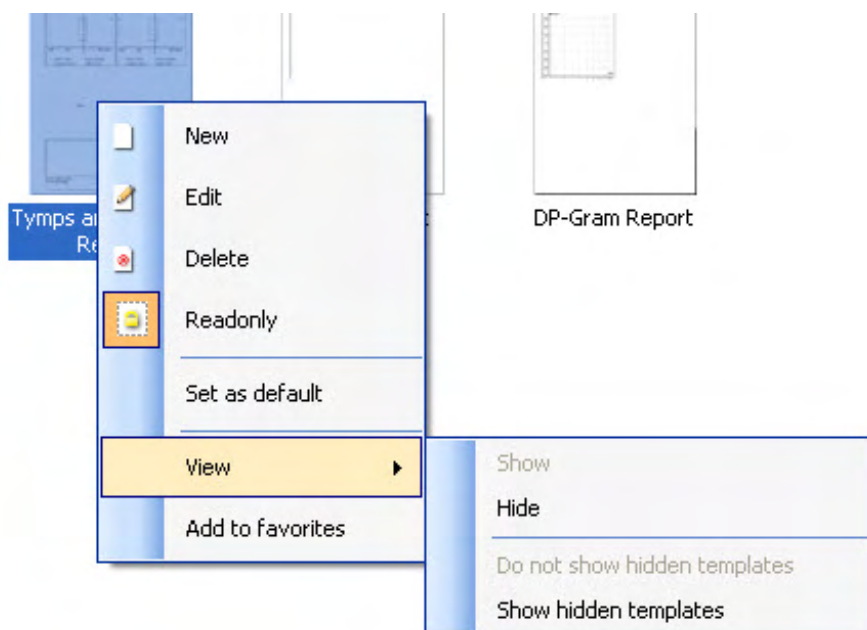 New
Edit
Tymps a
Re
DP-Gram Report
Delete
Readonly
Set as default
View
Show
Hide
Add to favorites
Do not show hidden templates
Show hidden templates